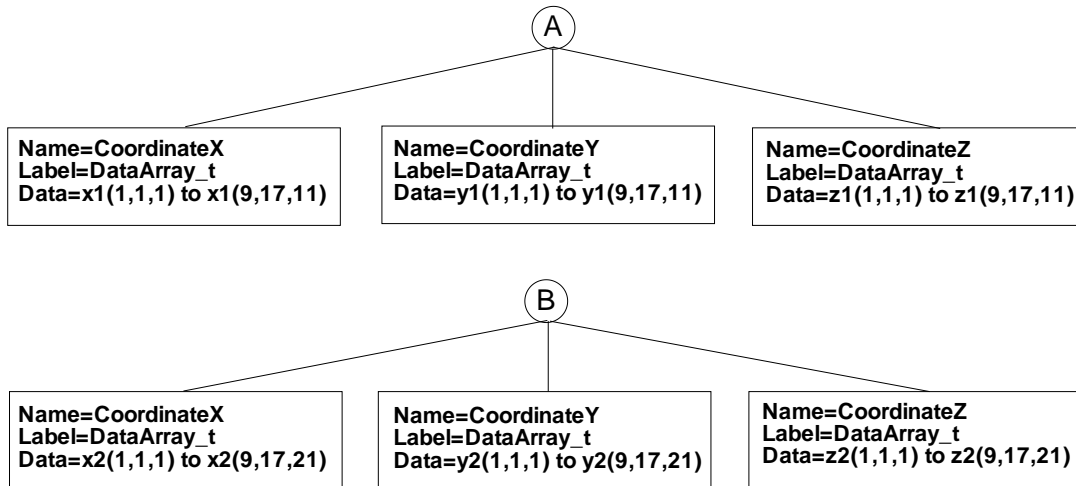 A
Name=CoordinateX
Label=DataArray_t
Data=x1(1,1,1) to x1(9,17,11)
Name=CoordinateY
Label=DataArray_t
Data=y1(1,1,1) to y1(9,17,11)
Name=CoordinateZ
Label=DataArray_t
Data=z1(1,1,1) to z1(9,17,11)
B
Name=CoordinateX
Label=DataArray_t
Data=x2(1,1,1) to x2(9,17,21)
Name=CoordinateY
Label=DataArray_t
Data=y2(1,1,1) to y2(9,17,21)
Name=CoordinateZ
Label=DataArray_t
Data=z2(1,1,1) to z2(9,17,21)